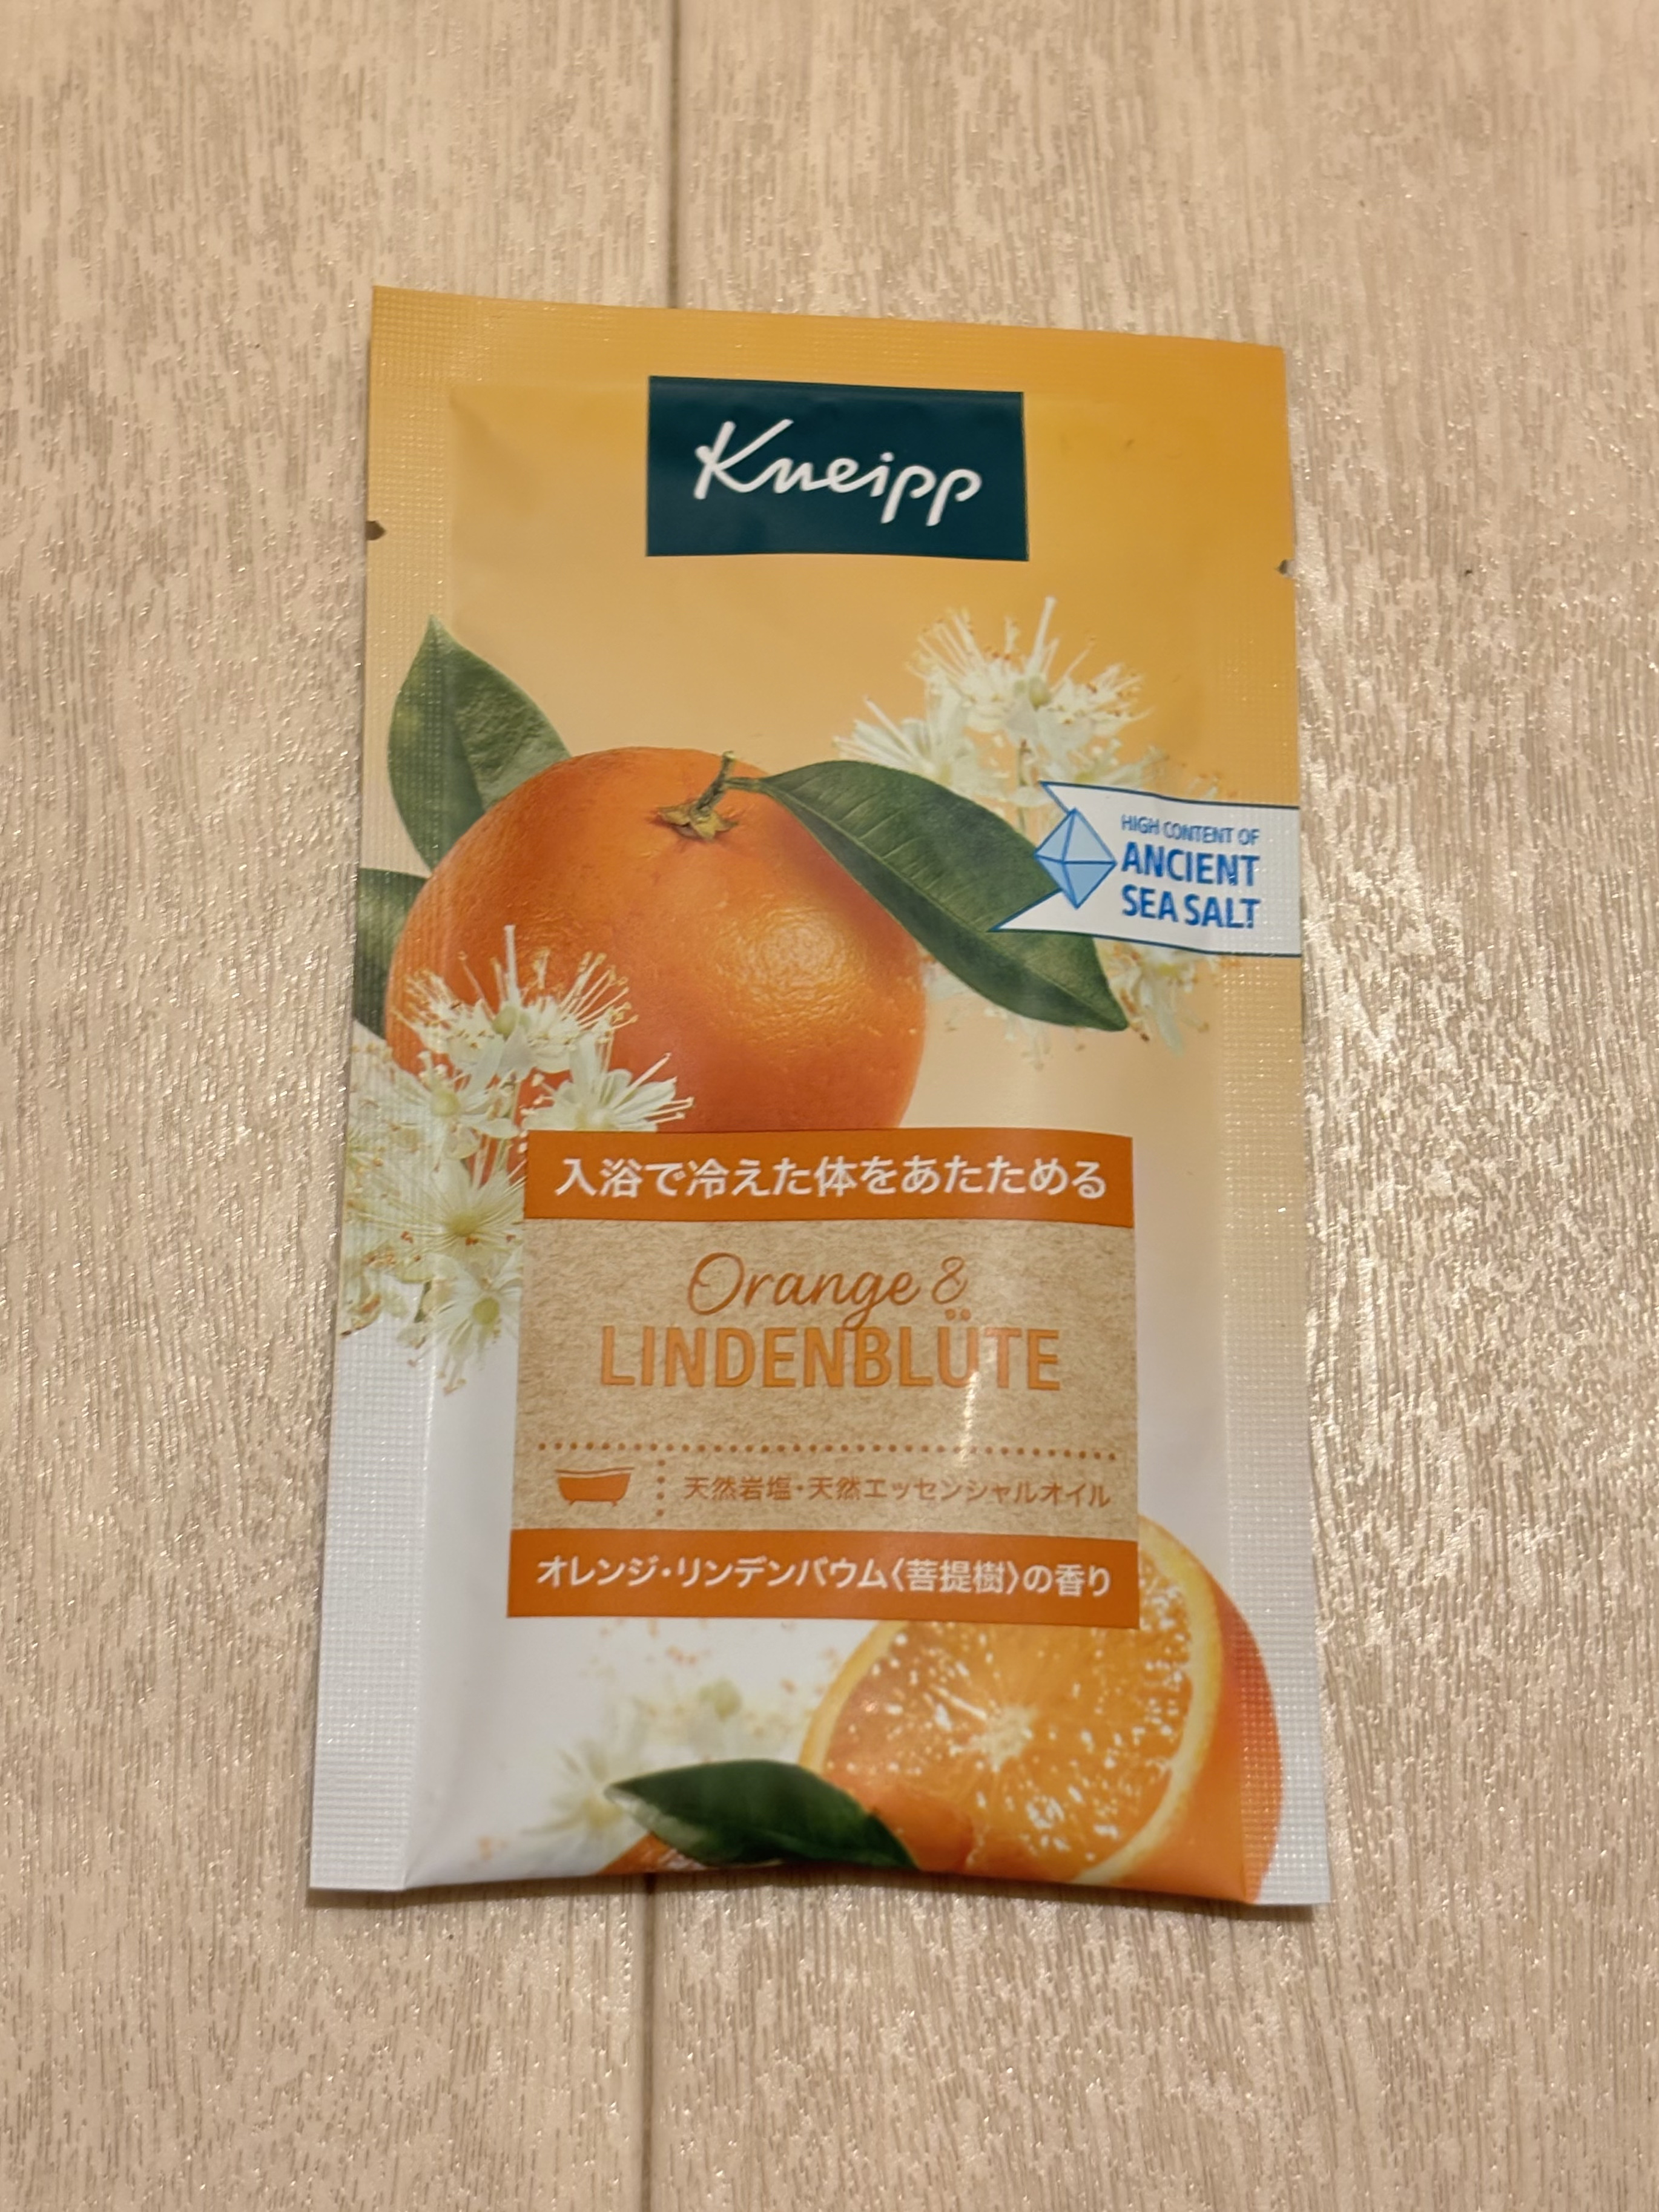 Kneipp
HIGH CONTENT OF
ANCIENT
SEA SALT
入浴で冷えた体をあたためる
Orange &
LINDENBLÜTE
天然岩塩・天然エッセンシャルオイル
オレンジ・リンデンバウム〈菩提樹〉の香り